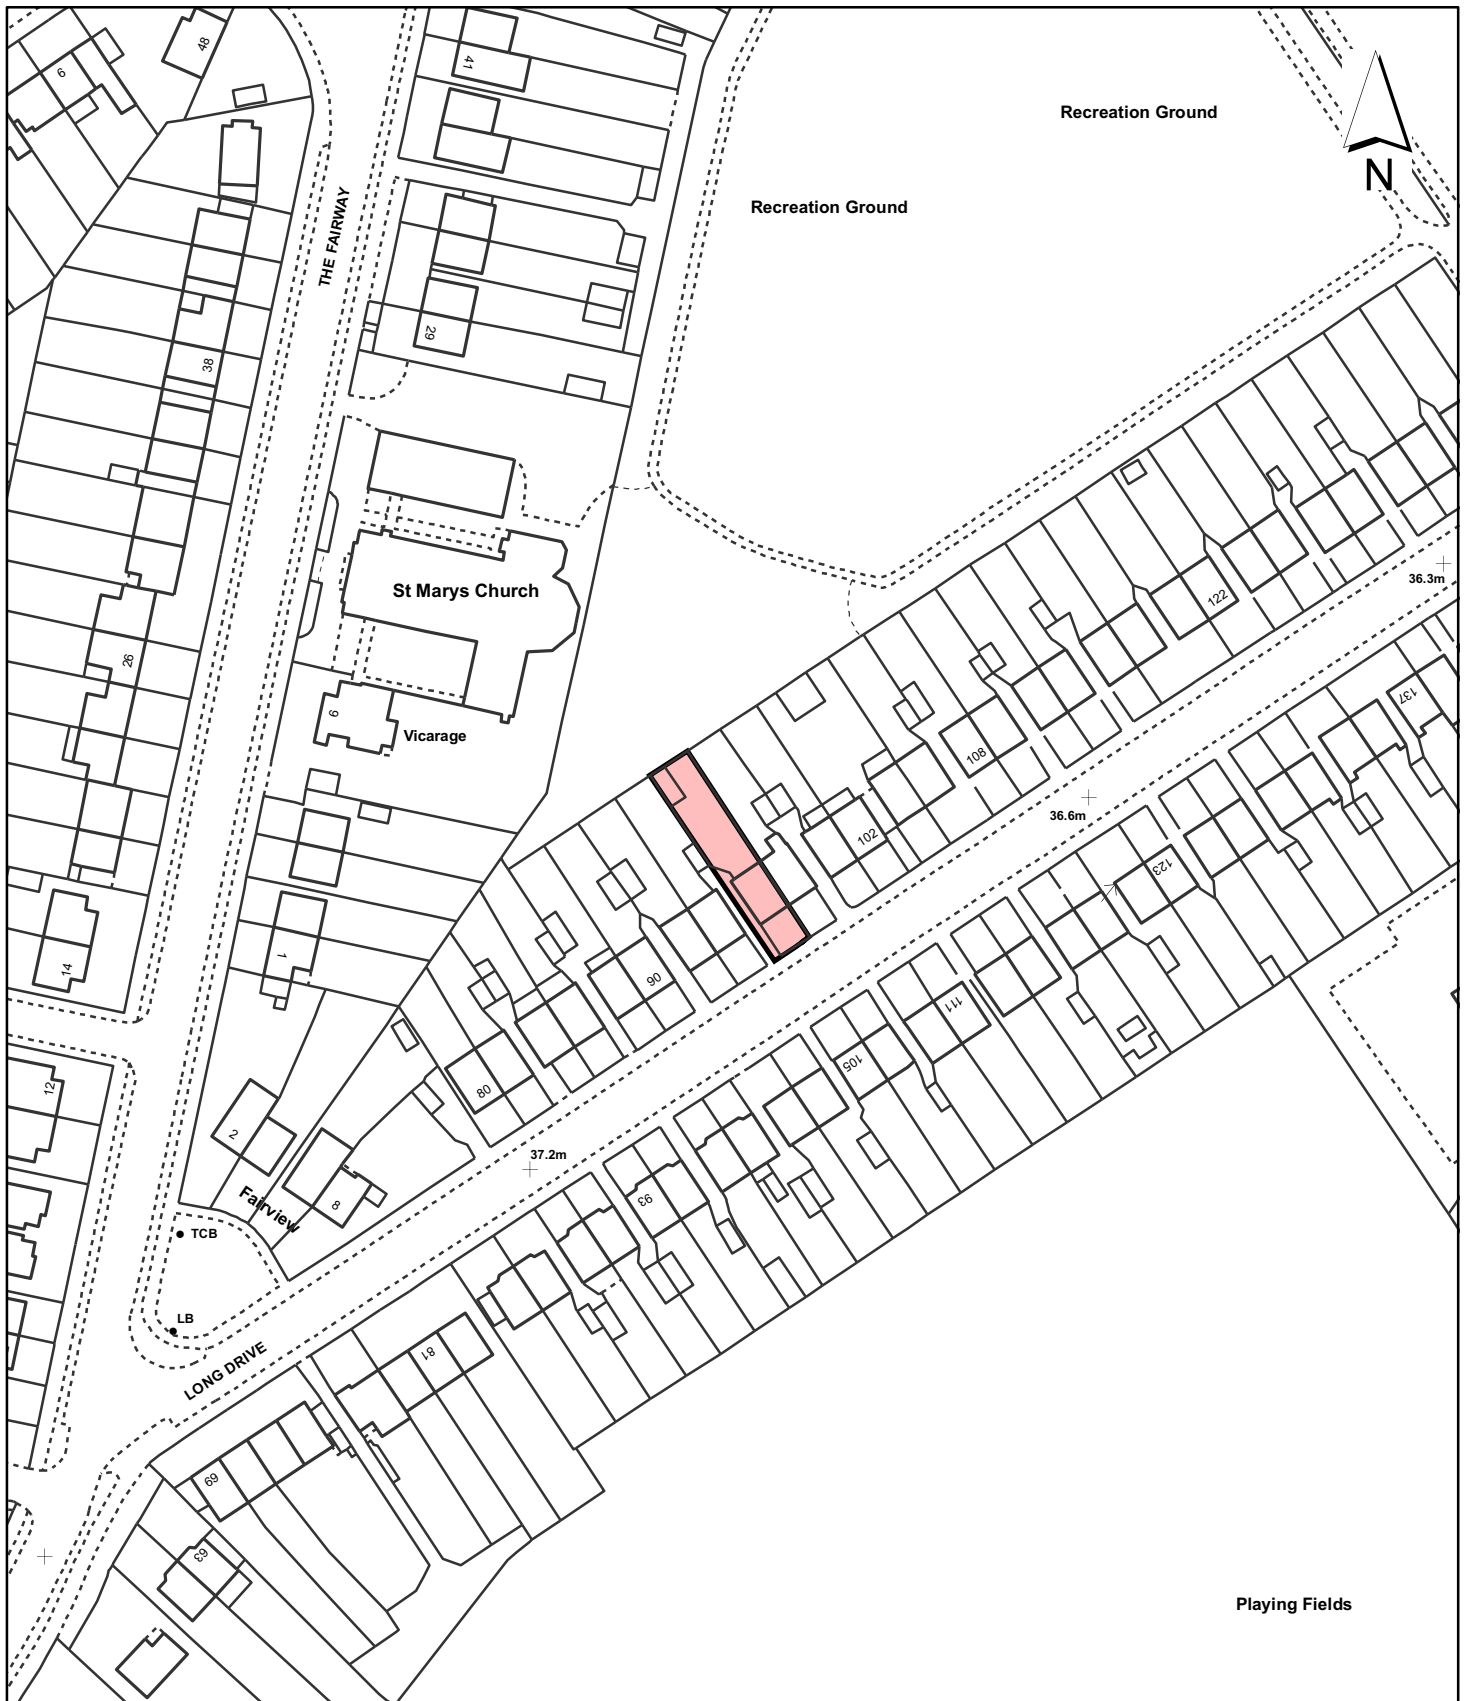 48
6
41
Recreation Ground
N
Recreation Ground
THE FAIRWAY
29
38
St Marys Church
36.3m
122
26
137
9
Vicarage
108
36.6m
102
123
1
14
90
111
80
105
12
2
37.2m
93
8
Fairview
TCB
LB
81
LONG DRIVE
69
63
Playing Fields